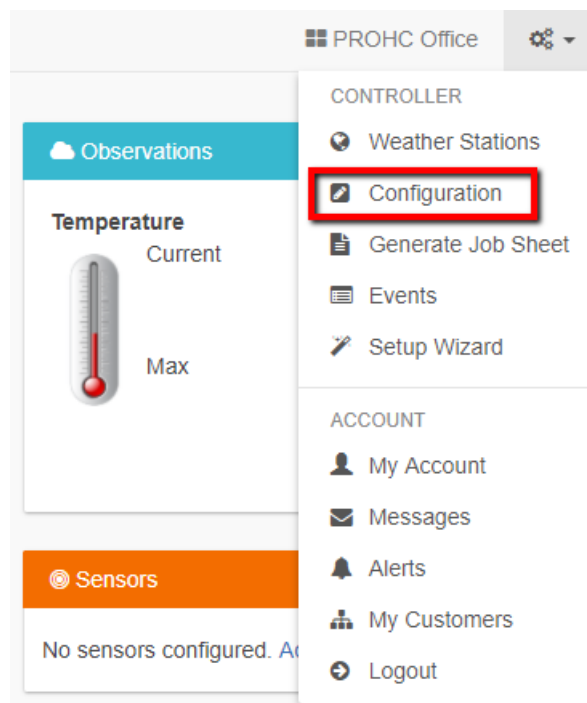 PROHC Office
Observations
Temperature
Current
Max
Sensors
No sensors configured.
CONTROLLER
Weather Stations
Configuration
Generate Job Sheet
Events
Setup Wizard
ACCOUNT
My Account
Messages
Alerts
My Customers
Logout